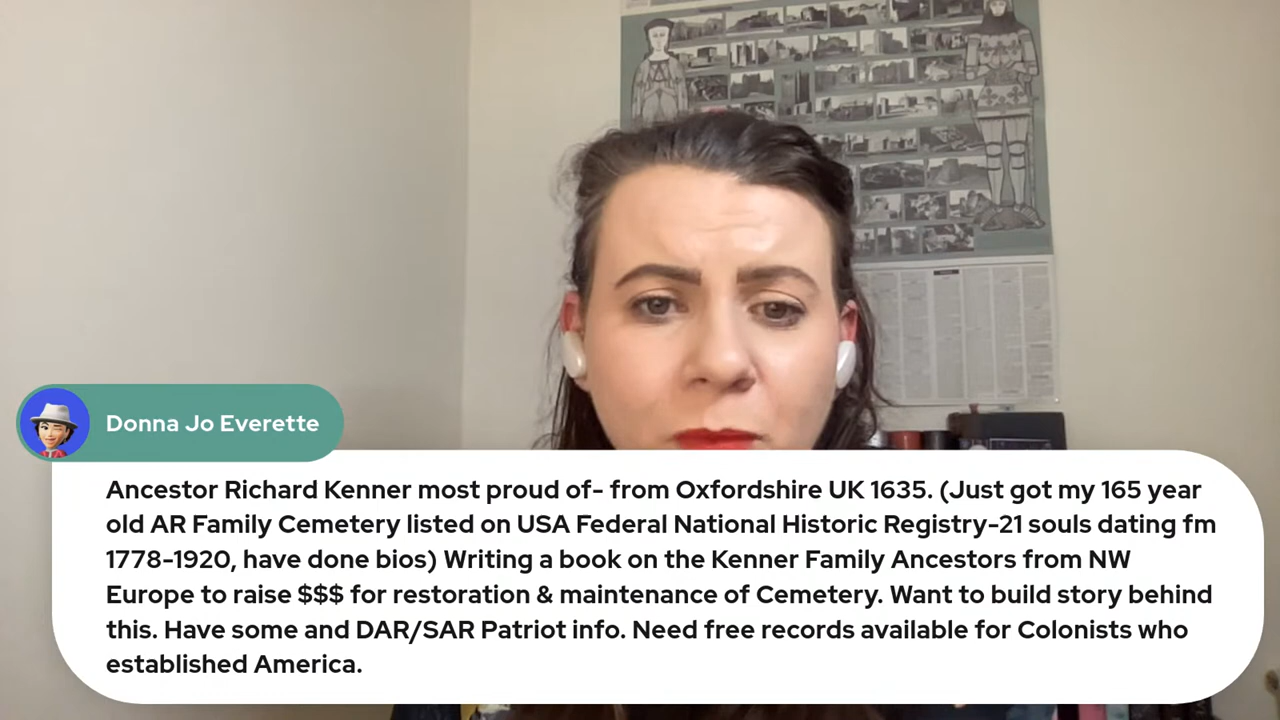 Donna Jo Everette
Ancestor Richard Kenner most proud of- from Oxfordshire UK 1635. (Just got my 165 year
old AR Family Cemetery listed on USA Federal National Historic Registry-21 souls dating fm
1778-1920, have done bios) Writing a book on the Kenner Family Ancestors from NW
Europe to raise $$$ for restoration & maintenance of Cemetery. Want to build story behind
this. Have some and DAR/SAR Patriot info. Need free records available for Colonists who
established America.